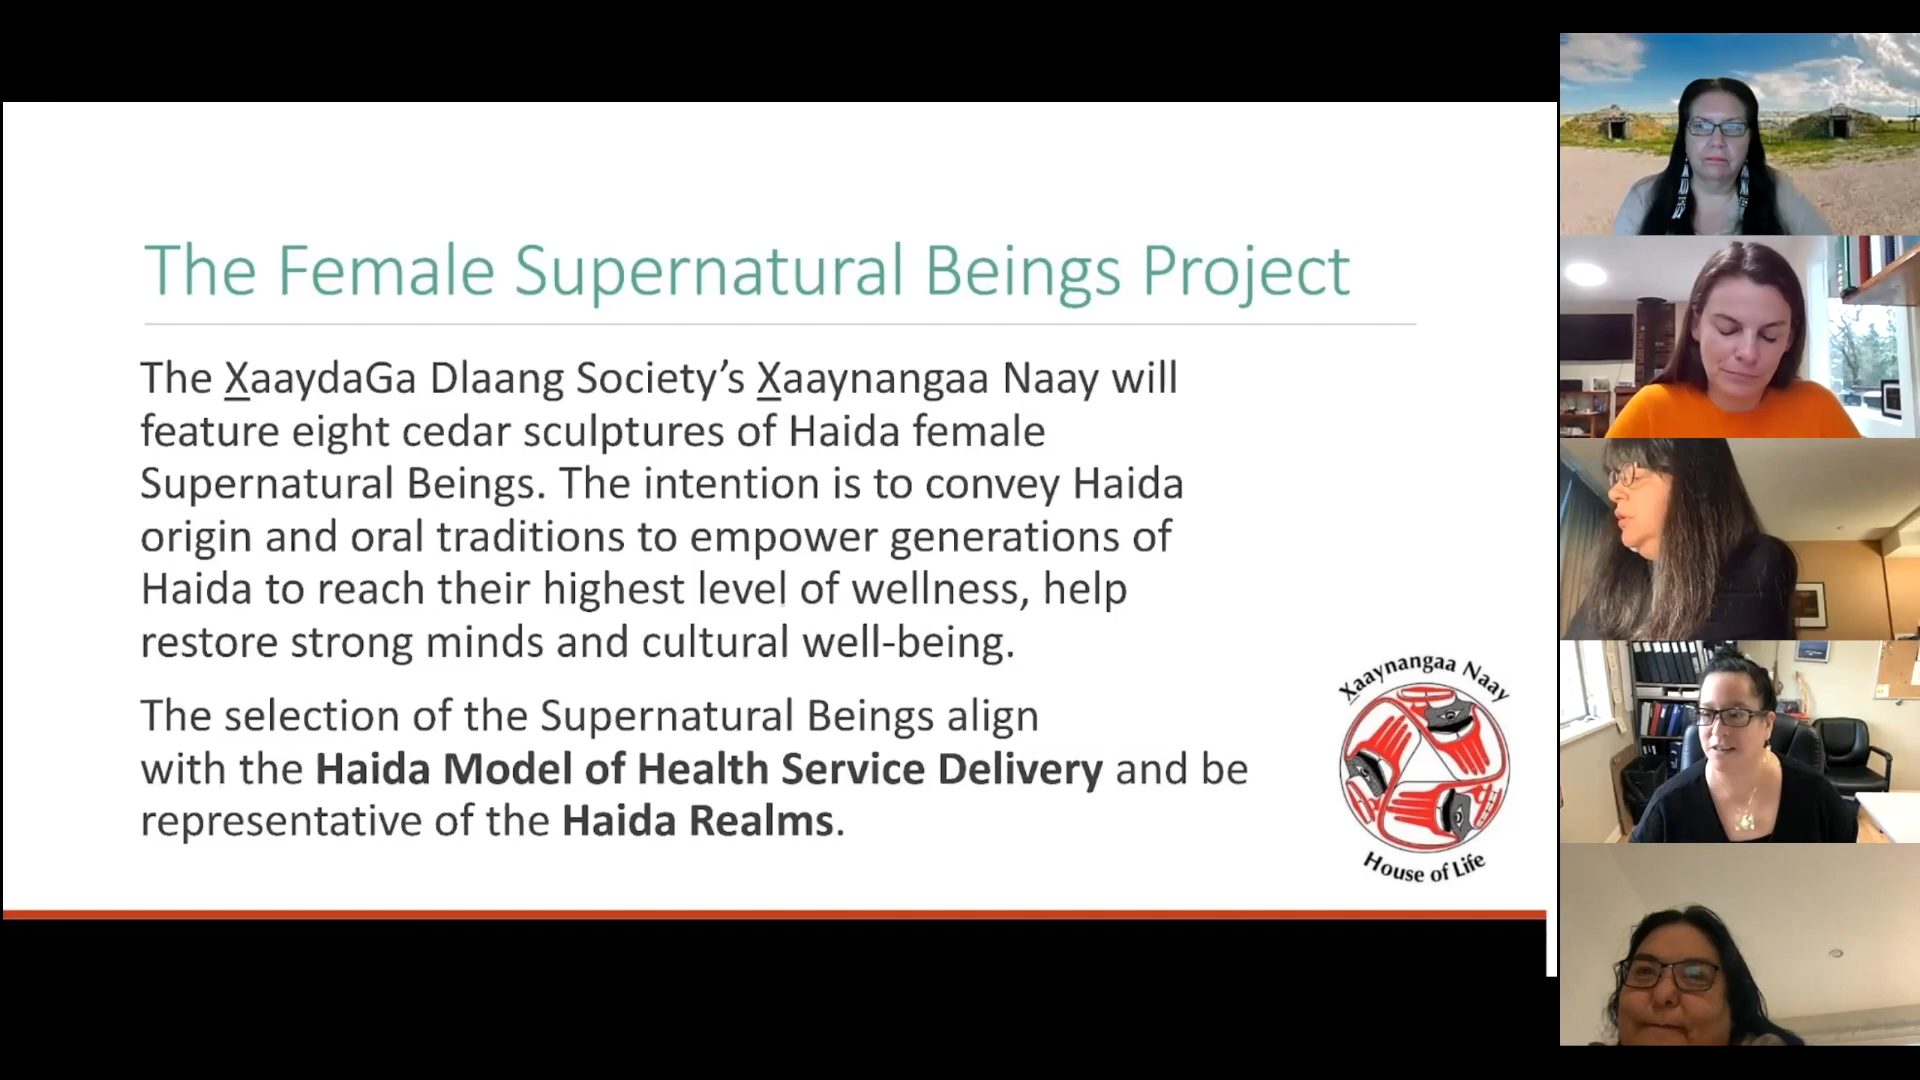 The Female Supernatural Beings Project
The X̲aaydaGa Dlaang Society’s X̲aaynangaa Naay will
feature eight cedar sculptures of Haida female
Supernatural Beings. The intention is to convey Haida
origin and oral traditions to empower generations of
Haida to reach their highest level of wellness, help
restore strong minds and cultural well-being.
The selection of the Supernatural Beings align
with the Haida Model of Health Service Delivery and be
representative of the Haida Realms.
X̲aaynangaa Naay
House of Life